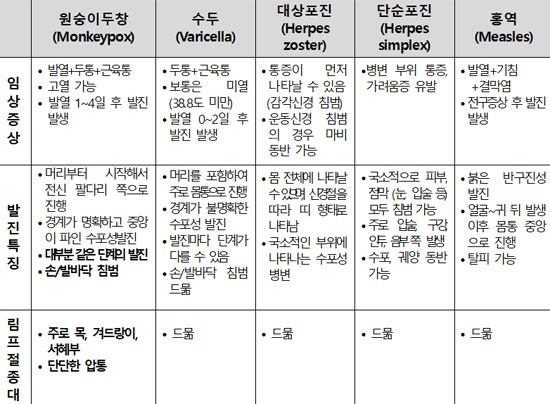 원숭이두창
(Monkeypox)
수두
(Varicella)
대상포진
(Herpes
zoster)
단순포진
(Herpes
simplex)
홍역
(Measles)
임상증상
• 발열+두통+근육통
• 고열 가능
• 발열 1~4일 후 발진
발생
• 두통+근육통
• 보통은 미열
(38.8도 미만)
• 발열 0~2일 후
발진 발생
• 통증이 먼저
나타날 수 있음
(감각신경 침범)
• 운동신경 침범
의 경우 마비
동반 가능
• 병변 부위 통증,
가려움증 유발
• 발열+기침
+결막염
• 전구증상 후 발진
발생
발진특징
• 머리부터 시작해서
전신 팔다리 쪽으로
진행
• 경계가 명확하고 중앙
이 파인 수포성발진
• 대부분 같은 단계의 발진
• 손/발바닥 침범
• 머리를 포함하여
주로 몸통으로 진행
• 경계가 불명확한
수포성 발진
• 발진마다 단계가
다를 수 있음
• 손/발바닥 침범
드묾
• 몸 전체에 나타날
수 있으며, 신경절을
따라 띠 형태로
나타남
• 국소적인 부위에
나타나는 수포성
병변
• 국소적으로 피부,
점막 (눈, 입술 등)
모두 침범 가능
• 주로 입술, 구강
인두, 음부 쪽 발생
• 수포, 궤양 동반
가능
• 붉은 반구진성
발진
• 얼굴~귀 뒤 발생
이후 몸통 중앙
으로 진행
• 탈피 가능
림프절종대
• 주로 목, 겨드랑이,
서혜부
• 단단한 압통
• 드묾
• 드묾
• 드묾
• 드묾